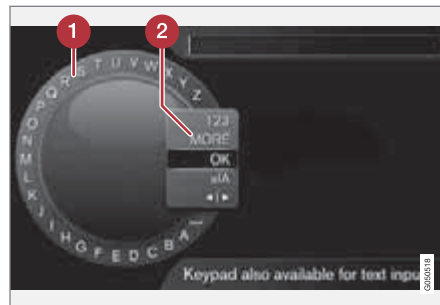 1
2
A B C D E F G H I J K L M N O P Q R S T U V W X Y Z
123
MORE
OK
a|A
Keypad also available for text input
G050518